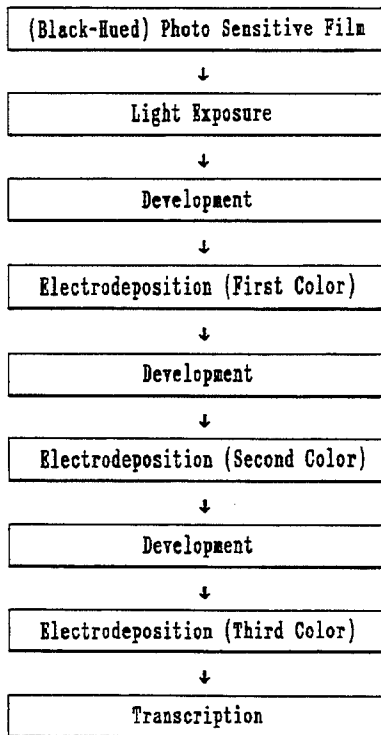 (Black-Hued) Photo Sensitive Film
↓
Light Exposure
↓
Development
↓
Electrodeposition (First Color)
↓
Development
↓
Electrodeposition (Second Color)
↓
Development
↓
Electrodeposition (Third Color)
↓
Transcription